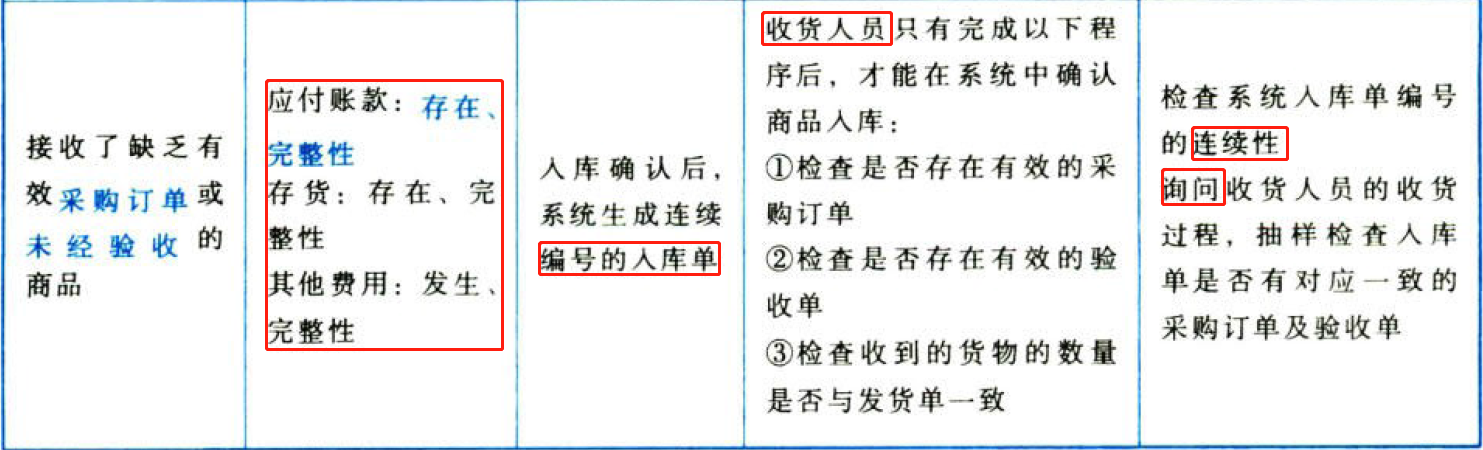 接收了缺乏有
效采购订单或
未经验收的
商品
应付账款：存在、
完整性
存货：存在、完
整性
其他费用：发生、
完整性
入库确认后，
系统生成连续
编号的入库单
收货人员只有完成以下程
序后，才能在系统中确认
商品入库：
①检查是否存在有效的采
购订单
②检查是否存在有效的验
收单
③检查收到的货物的数量
是否与发货单一致
检查系统入库单编号
的连续性
询问收货人员的收货
过程，抽样检查入库
单是否有对应一致的
采购订单及验收单